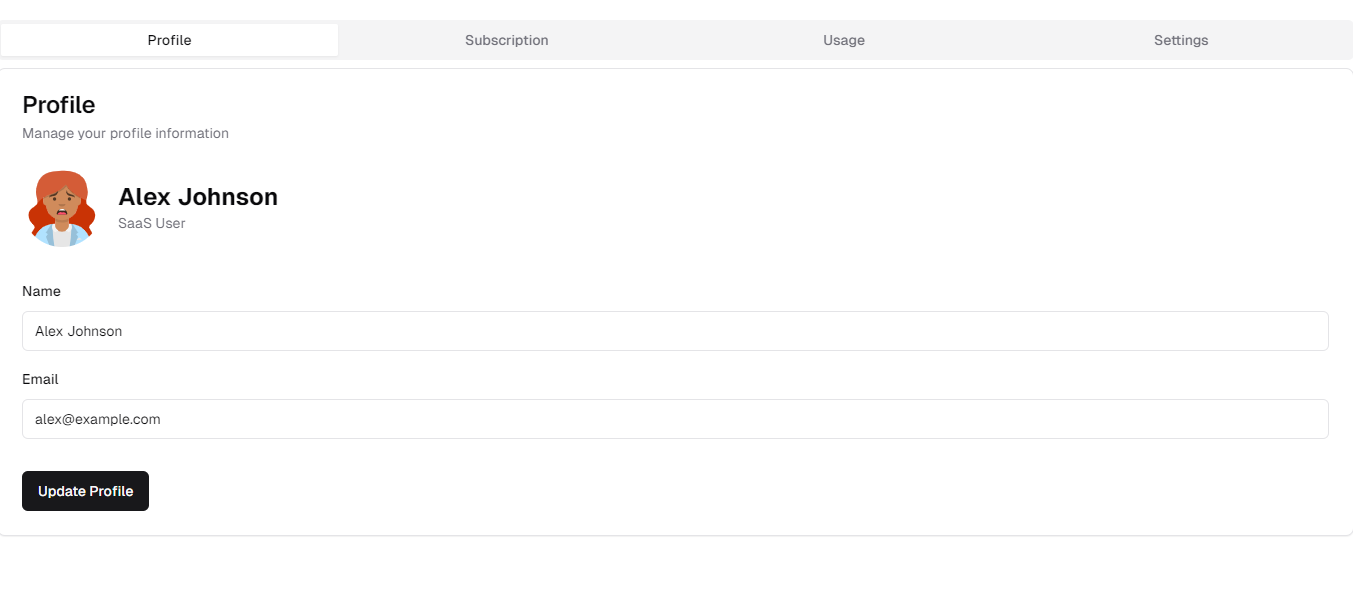 Profile
Subscription
Usage
Settings
Profile
Manage your profile information
Alex Johnson
SaaS User
Name
Alex Johnson
Email
alex@example.com
Update Profile